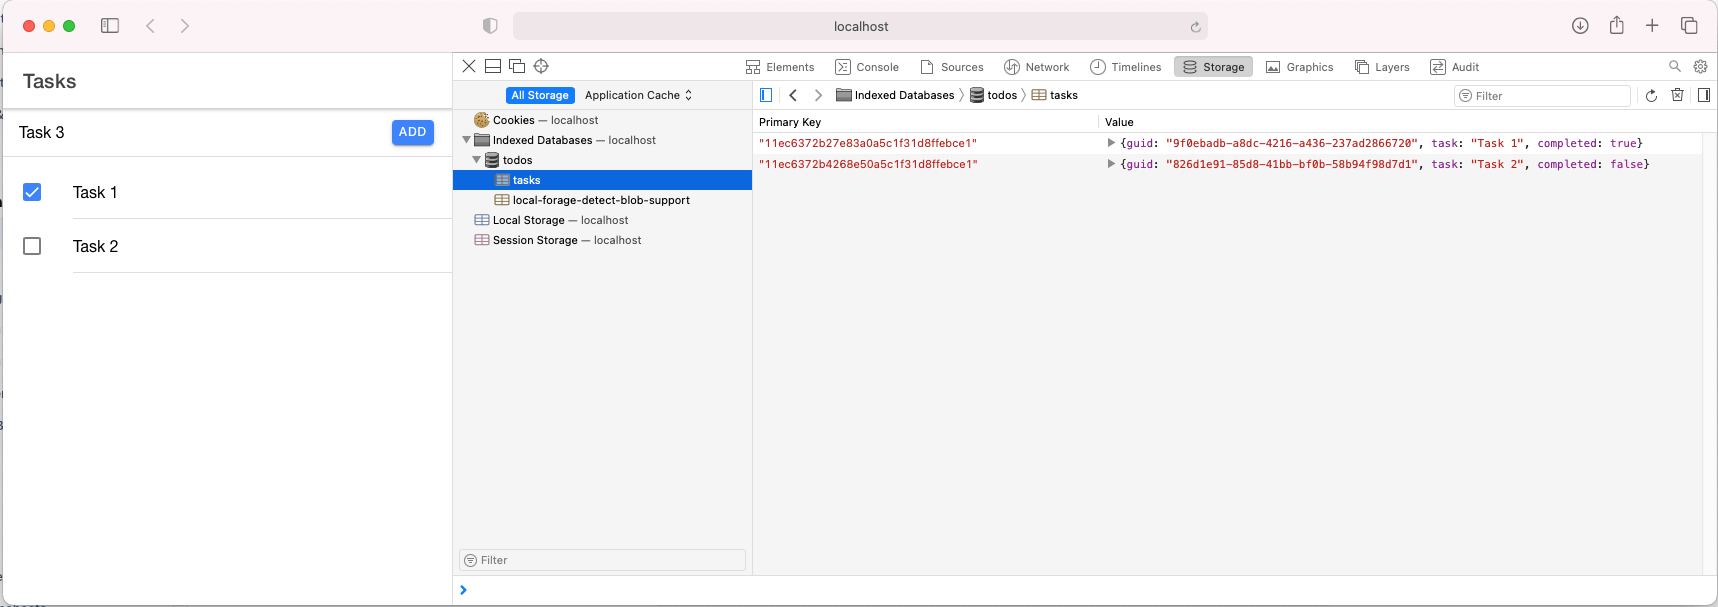 localhost
Tasks
Task 3
ADD
Task 1
Task 2
Elements
Console
Sources
Network
Timelines
Storage
Graphics
Layers
Audit
All Storage
Application Cache
Indexed Databases
todos
tasks
Filter
Cookies — localhost
Indexed Databases — localhost
todos
tasks
local-forage-detect-blob-support
Local Storage — localhost
Session Storage — localhost
Primary Key
Value
"11ec6372b27e83a0a5c1f31d8ffebce1"
{guid: "9f0ebadb-a8dc-4216-a436-237ad2866720", task: "Task 1", completed: true}
"11ec6372b4268e50a5c1f31d8ffebce1"
{guid: "826d1e91-85d8-41bb-bf0b-58b94f98d7d1", task: "Task 2", completed: false}
Filter